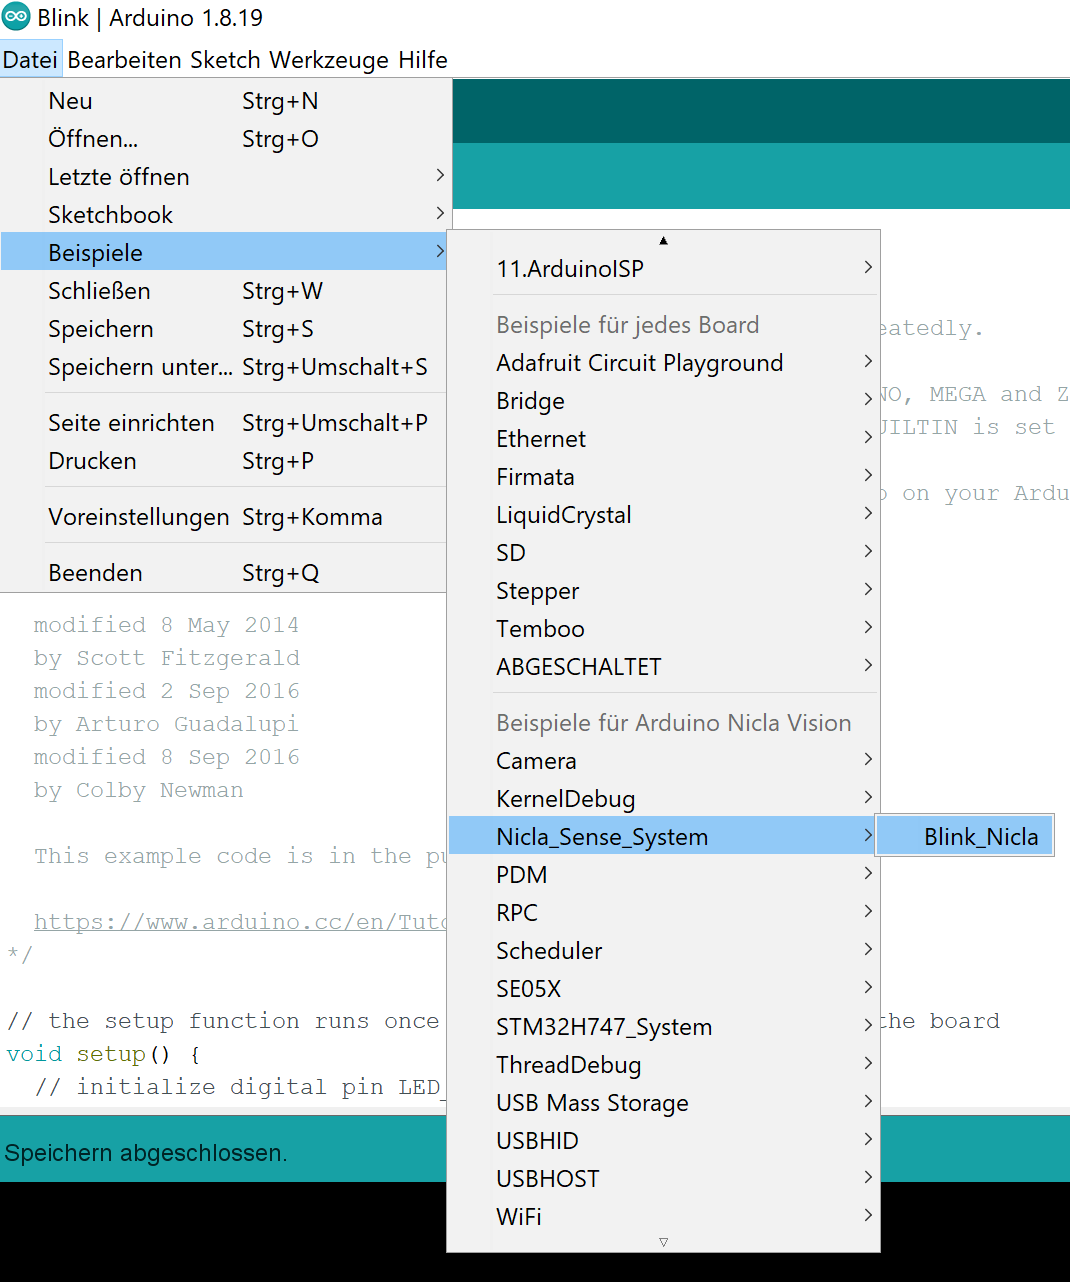 Blink | Arduino 1.8.19
Datei Bearbeiten Sketch Werkzeuge Hilfe
Neu Strg+N
Öffnen... Strg+O
Letzte öffnen
Sketchbook
Beispiele
Schließen Strg+W
Speichern Strg+S
Speichern unter... Strg+Umschalt+S
Seite einrichten Strg+Umschalt+P
Drucken Strg+P
Voreinstellungen Strg+Komma
Beenden Strg+Q
11.ArduinoISP
Beispiele für jedes Board
Adafruit Circuit Playground
Bridge
Ethernet
Firmata
LiquidCrystal
SD
Stepper
Temboo
ABGESCHALTET
Beispiele für Arduino Nicla Vision
Camera
KernelDebug
Nicla_Sense_System
PDM
RPC
Scheduler
SE05X
STM32H747_System
ThreadDebug
USB Mass Storage
USBHID
USBHOST
WiFi
Blink_Nicla
eatedly.
NO, MEGA and Z
UILTIN is set
on your Ardu
modified 8 May 2014
by Scott Fitzgerald
modified 2 Sep 2016
by Arturo Guadalupi
modified 8 Sep 2016
by Colby Newman
This example code is in the pu
https://www.arduino.cc/en/Tuto
*/
// the setup function runs once the board
void setup() {
// initialize digital pin LED_
Speichern abgeschlossen.